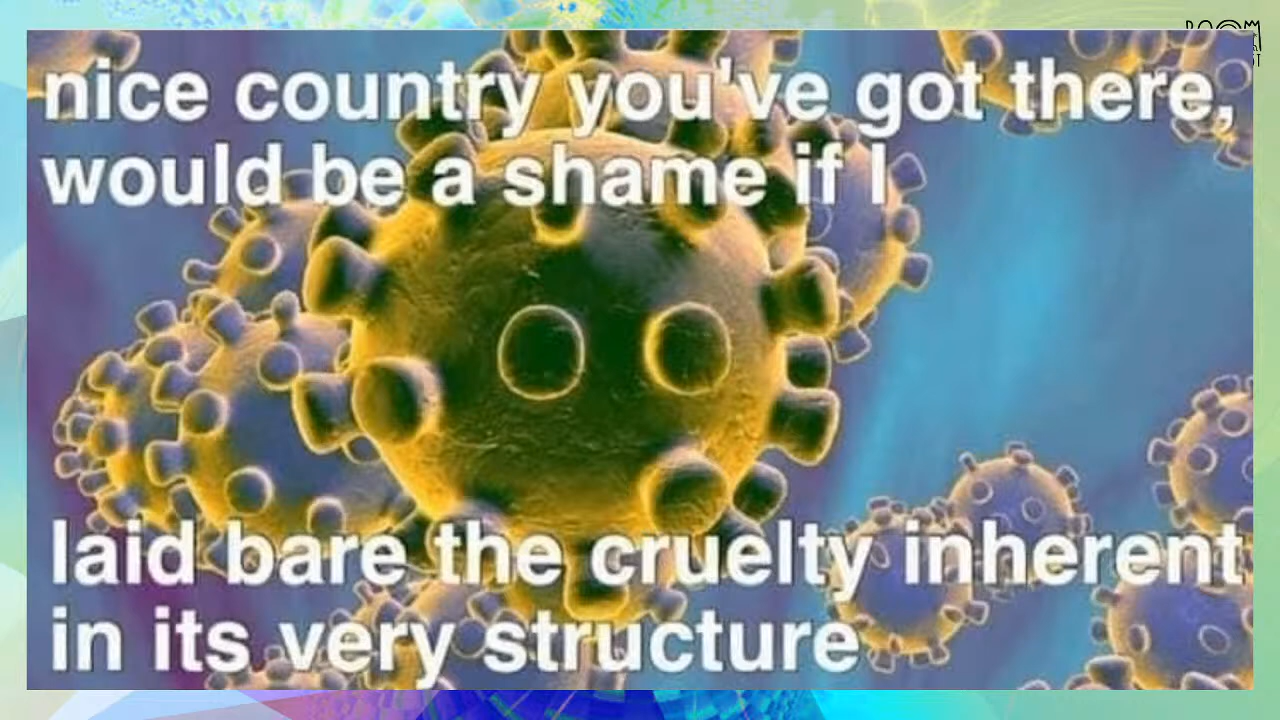 nice country you've got there,
would be a shame if I
laid bare the cruelty inherent
in its very structure